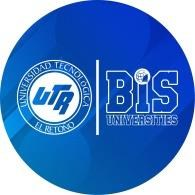 UNIVERSIDAD TECNOLÓGICA
UTR
EL RETOÑO
BIS
UNIVERSITIES